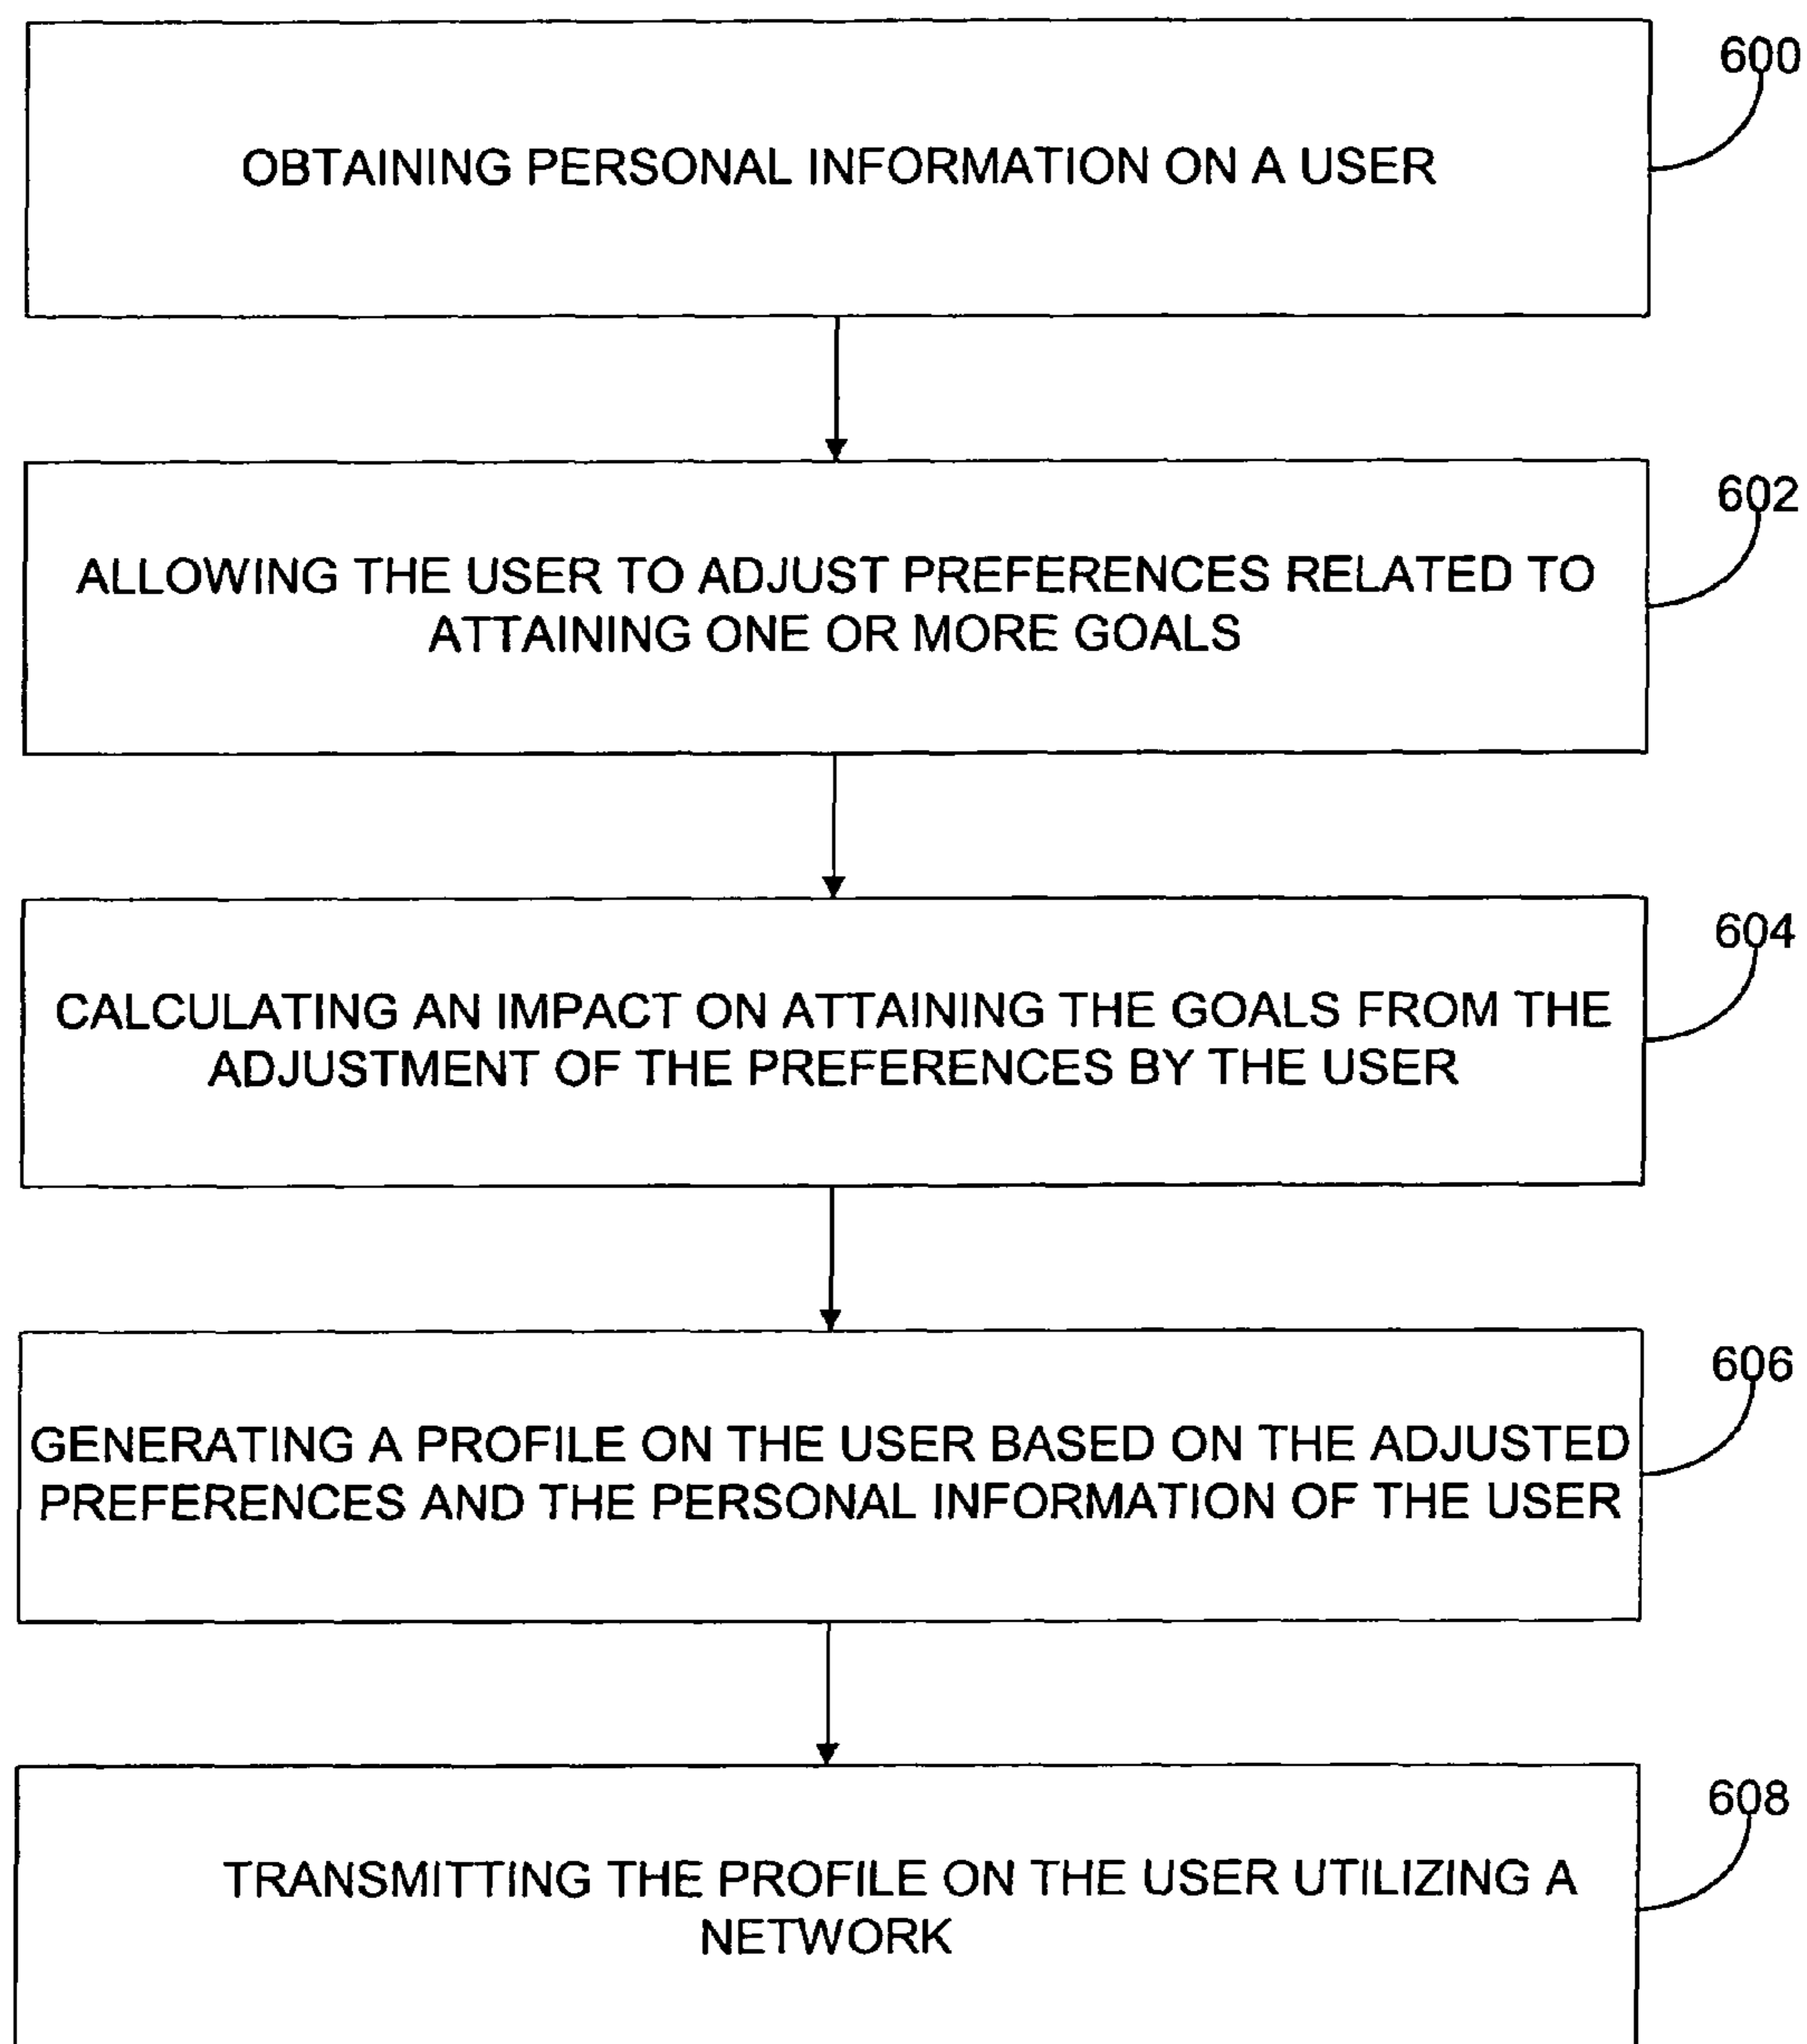 600
OBTAINING PERSONAL INFORMATION ON A USER
602
ALLOWING THE USER TO ADJUST PREFERENCES RELATED TO
ATTAINING ONE OR MORE GOALS
604
CALCULATING AN IMPACT ON ATTAINING THE GOALS FROM THE
ADJUSTMENT OF THE PREFERENCES BY THE USER
606
GENERATING A PROFILE ON THE USER BASED ON THE ADJUSTED
PREFERENCES AND THE PERSONAL INFORMATION OF THE USER
608
TRANSMITTING THE PROFILE ON THE USER UTILIZING A
NETWORK